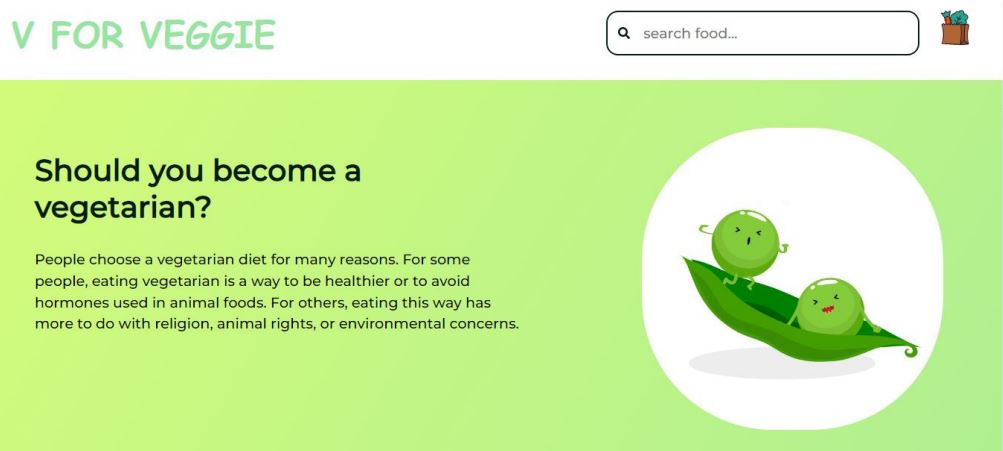 V FOR VEGGIE
search food...
Should you become a
vegetarian?
People choose a vegetarian diet for many reasons. For some
people, eating vegetarian is a way to be healthier or to avoid
hormones used in animal foods. For others, eating this way has
more to do with religion, animal rights, or environmental concerns.